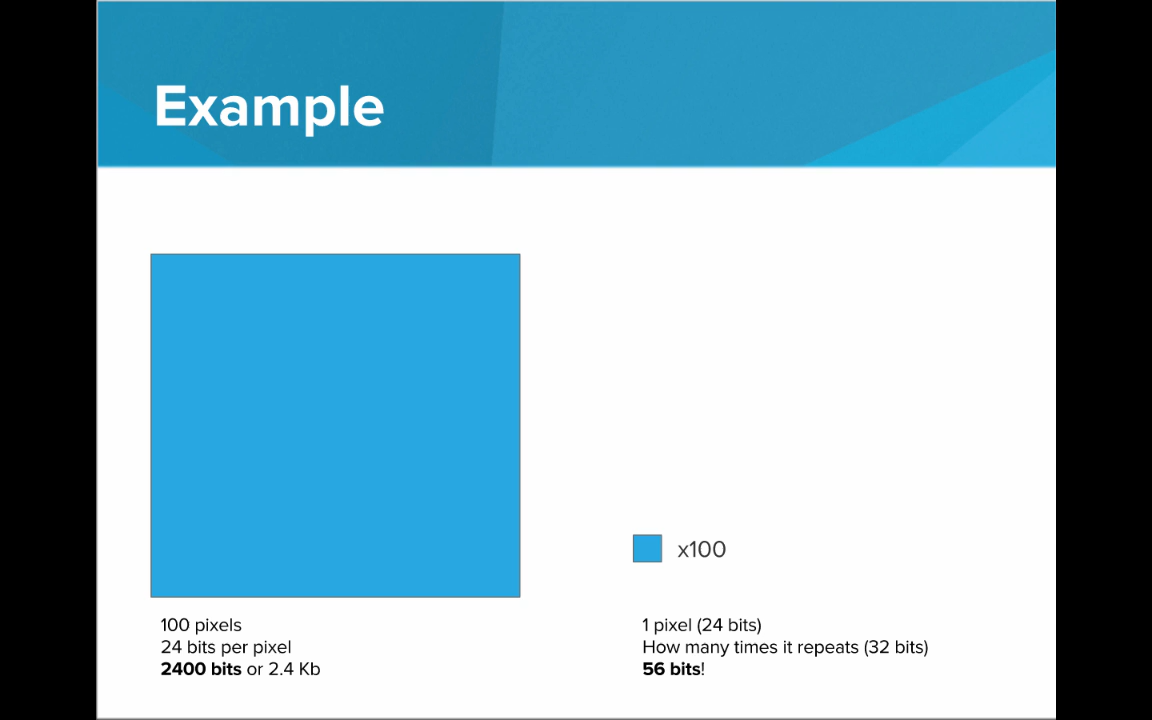 Example
x100
100 pixels
24 bits per pixel
2400 bits or 2.4 Kb
1 pixel (24 bits)
How many times it repeats (32 bits)
56 bits!